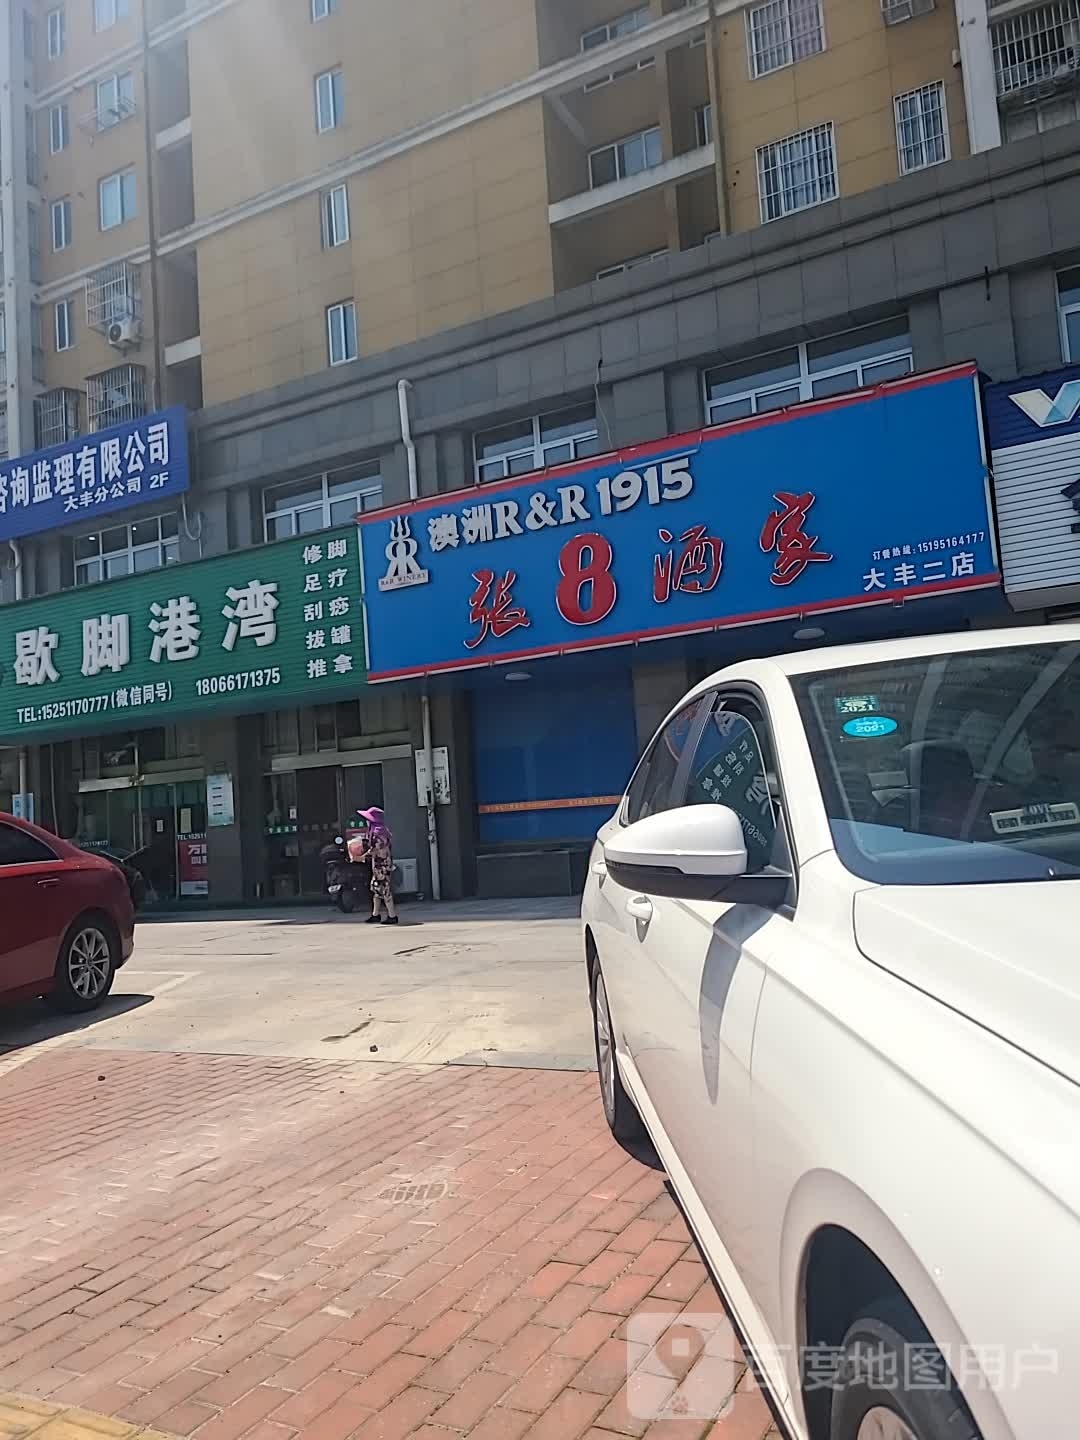 咨询监理有限公司
大丰分公司 2F
歇脚港湾
修脚
足疗
刮痧
拔罐
推拿
TEL:15251170777(微信同号) 18066171375
R&R WINERY
澳洲R&R 1915
张8酒家
订餐热线:15195164177
大丰二店
2021
2021
LOVE
百度地图用户